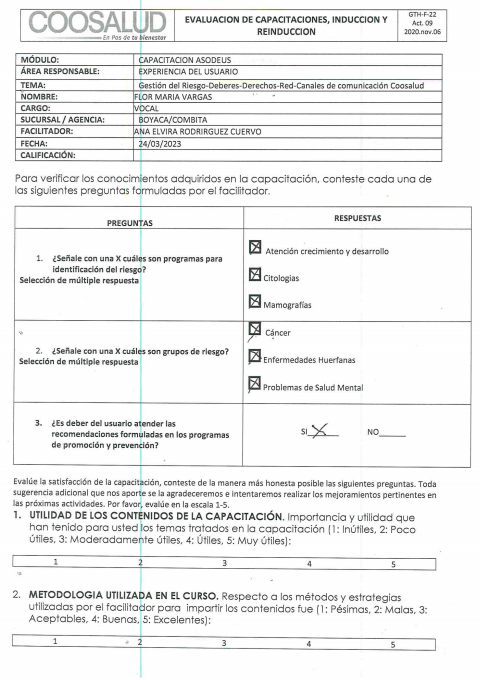 COOSALUD
En Pos de tu bienestar
EVALUACION DE CAPACITACIONES, INDUCCION Y
REINDUCCION
GTH-F-22
Act. 09
2020.nov.06
MÓDULO: CAPACITACION ASODEUS
ÁREA RESPONSABLE: EXPERIENCIA DEL USUARIO
TEMA: Gestión del Riesgo-Deberes-Derechos-Red-Canales de comunicación Coosalud
NOMBRE: FLOR MARIA VARGAS
CARGO: VOCAL
SUCURSAL / AGENCIA: BOYACA/COMBITA
FACILITADOR: ANA ELVIRA RODRIRGUEZ CUERVO
FECHA: 24/03/2023
CALIFICACIÓN:
Para verificar los conocimientos adquiridos en la capacitación, conteste cada una de
las siguientes preguntas formuladas por el facilitador.
PREGUNTAS
RESPUESTAS
1. ¿Señale con una X cuáles son programas para
identificación del riesgo?
Selección de múltiple respuesta
Atención crecimiento y desarrollo
Citologias
Mamografías
2. ¿Señale con una X cuáles son grupos de riesgo?
Selección de múltiple respuesta
Cáncer
Enfermedades Huerfanas
Problemas de Salud Mental
3. ¿Es deber del usuario atender las
recomendaciones formuladas en los programas
de promoción y prevención?
SI X NO
Evalúe la satisfacción de la capacitación, conteste de la manera más honesta posible las siguientes preguntas. Toda
sugerencia adicional que nos aporte se la agradeceremos e intentaremos realizar los mejoramientos pertinentes en
las próximas actividades. Por favor, evalúe en la escala 1-5.
1. UTILIDAD DE LOS CONTENIDOS DE LA CAPACITACIÓN. Importancia y utilidad que
han tenido para usted los temas tratados en la capacitación (1: Inútiles, 2: Poco
útiles, 3: Moderadamente útiles, 4: Útiles, 5: Muy útiles):
1 2 3 4 5
2. METODOLOGIA UTILIZADA EN EL CURSO. Respecto a los métodos y estrategias
utilizadas por el facilitador para impartir los contenidos fue (1: Pésimas, 2: Malas, 3:
Aceptables, 4: Buenas, 5: Excelentes):
1 2 3 4 5